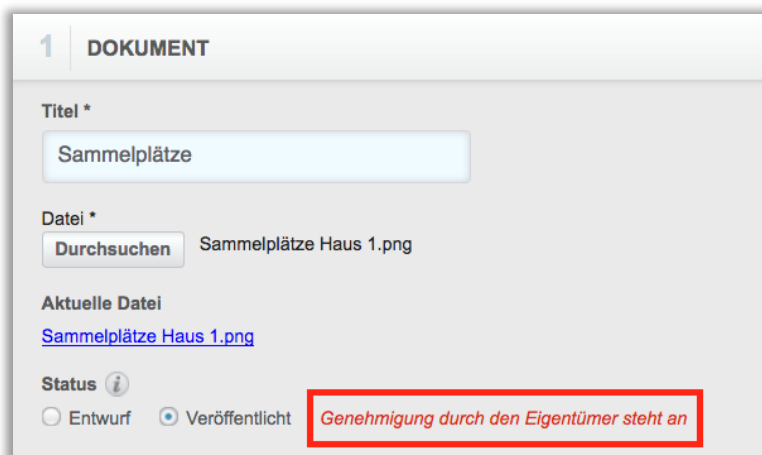 1 DOKUMENT
Titel *
Sammelplätze
Datei *
Durchsuchen Sammelplätze Haus 1.png
Aktuelle Datei
Sammelplätze Haus 1.png
Status i
Entwurf Veröffentlicht Genehmigung durch den Eigentümer steht an